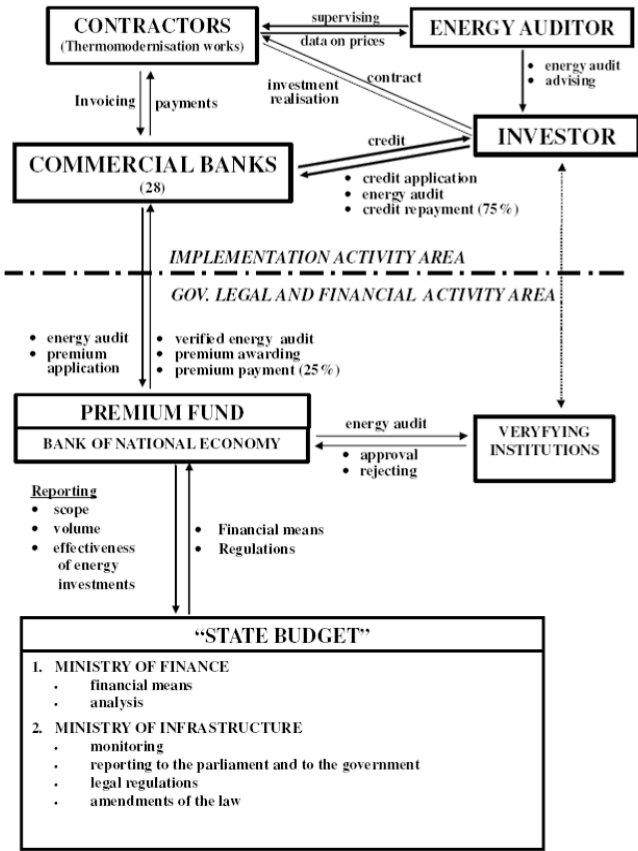 CONTRACTORS
(Thermomodernisation works)
supervising
data on prices
ENERGY AUDITOR
• energy audit
• advising
contract
investment
realisation
Invoicing
payments
INVESTOR
credit
COMMERCIAL BANKS
(28)
• credit application
• energy audit
• credit repayment (75%)
IMPLEMENTATION ACTIVITY AREA
GOV. LEGAL AND FINANCIAL ACTIVITY AREA
• energy audit
• premium
application
• verified energy audit
• premium awarding
• premium payment (25%)
PREMIUM FUND
BANK OF NATIONAL ECONOMY
energy audit
• approval
• rejecting
VERYFYING
INSTITUTIONS
Reporting
• scope
• volume
• effectiveness
of energy
investments
• Financial means
• Regulations
“STATE BUDGET”
1. MINISTRY OF FINANCE
• financial means
• analysis
2. MINISTRY OF INFRASTRUCTURE
• monitoring
• reporting to the parliament and to the government
• legal regulations
• amendments of the law